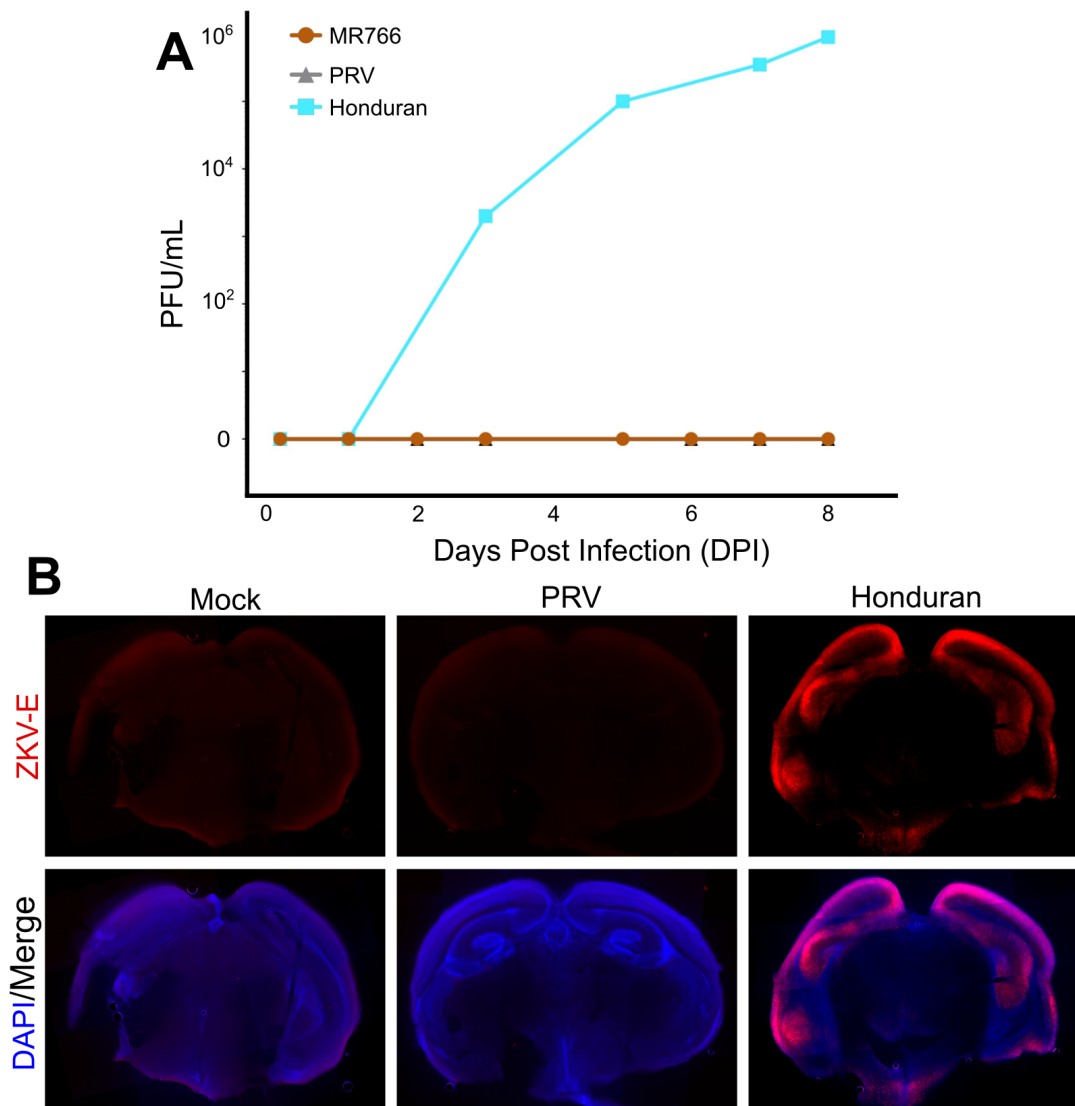 A
MR766
PRV
Honduran
10^6
10^4
10^2
0
PFU/mL
0 2 4 6 8
Days Post Infection (DPI)
B
Mock PRV Honduran
ZKV-E
DAPI/Merge